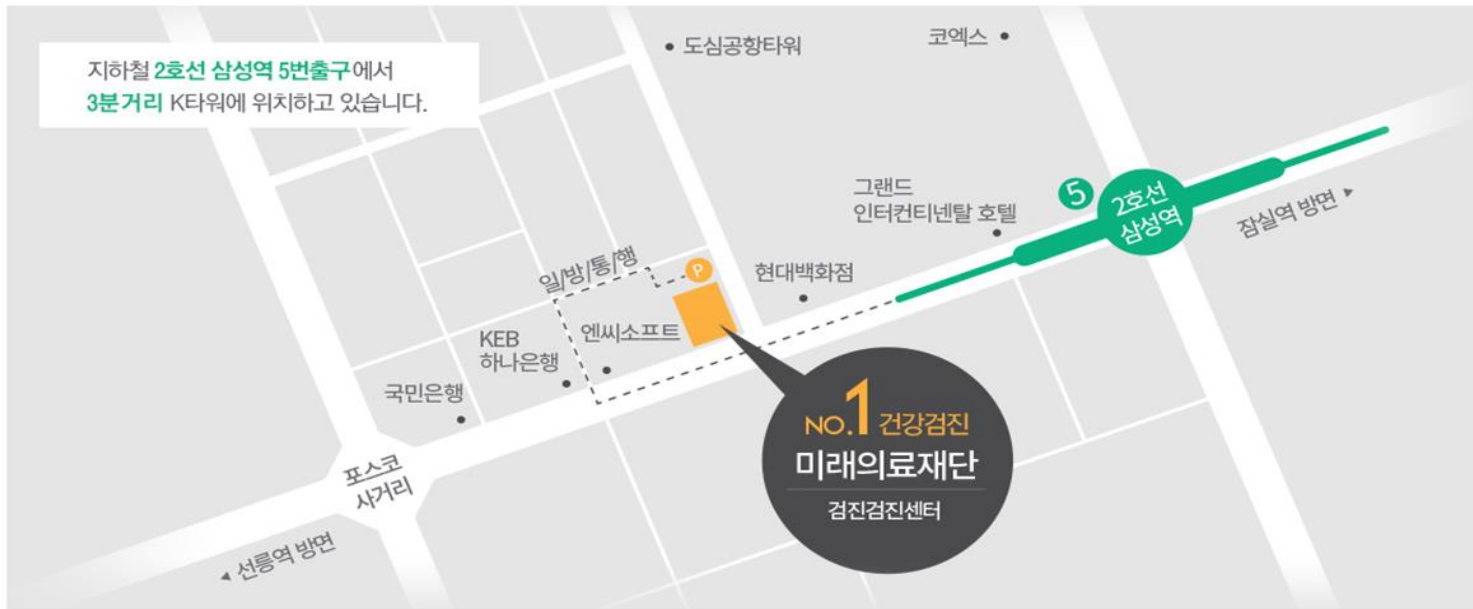 지하철 2호선 삼성역 5번출구에서
3분거리 K타워에 위치하고 있습니다.
도심공항타워
코엑스
그랜드
인터컨티넨탈 호텔
5
2호선
삼성역
잠실역 방면
일/방/통/행
P
현대백화점
엔씨소프트
KEB
하나은행
국민은행
포스코
사거리
선릉역 방면
NO.1 건강검진
미래의료재단
검진검진센터